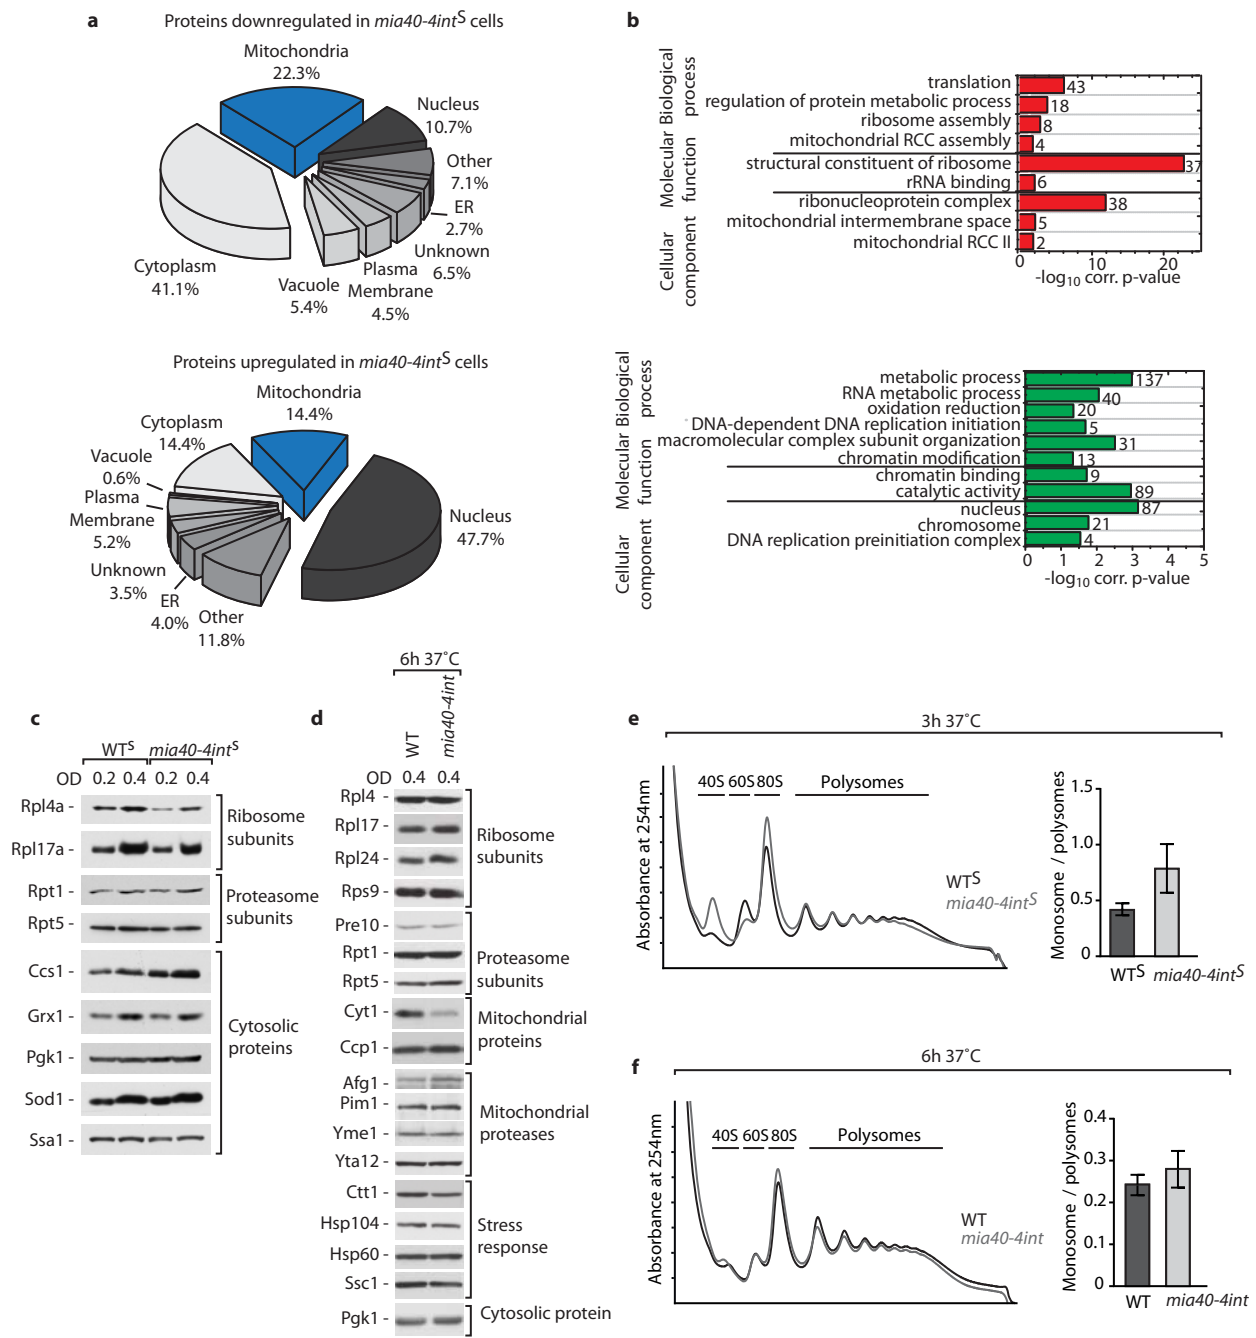 a
Proteins downregulated in mia40-4intS cells
Mitochondria
22.3%
Nucleus
10.7%
Other
7.1%
ER
2.7%
Unknown
6.5%
Plasma
Membrane
4.5%
Vacuole
5.4%
Cytoplasm
41.1%
Proteins upregulated in mia40-4intS cells
Mitochondria
14.4%
Cytoplasm
14.4%
Vacuole
0.6%
Plasma
Membrane
5.2%
Unknown
3.5%
ER
4.0%
Other
11.8%
Nucleus
47.7%
b
Biological
process
Molecular
function
Cellular
component
translation 43
regulation of protein metabolic process 18
ribosome assembly 8
mitochondrial RCC assembly 4
structural constituent of ribosome 37
rRNA binding 6
ribonucleoprotein complex 38
mitochondrial intermembrane space 5
mitochondrial RCC II 2
0 10 20
-log10 corr. p-value
Biological
process
Molecular
function
Cellular
component
metabolic process 137
RNA metabolic process 40
oxidation reduction 20
DNA-dependent DNA replication initiation 5
macromolecular complex subunit organization 31
chromatin modification 13
chromatin binding 9
catalytic activity 89
nucleus 87
chromosome 21
DNA replication preinitiation complex 4
0 1 2 3 4 5
-log10 corr. p-value
c
WTS mia40-4intS
OD 0.2 0.4 0.2 0.4
Rpl4a -
Rpl17a -
Ribosome
subunits
Rpt1 -
Rpt5 -
Proteasome
subunits
Ccs1 -
Grx1 -
Pgk1 -
Sod1 -
Ssa1 -
Cytosolic
proteins
d
6h 37˚C
WT
mia40-4int
OD 0.4 0.4
Rpl4 -
Rpl17 -
Rpl24 -
Rps9 -
Ribosome
subunits
Pre10 -
Rpt1 -
Rpt5 -
Proteasome
subunits
Cyt1 -
Ccp1 -
Mitochondrial
proteins
Afg1 -
Pim1 -
Yme1 -
Yta12 -
Mitochondrial
proteases
Ctt1 -
Hsp104 -
Hsp60 -
Ssc1 -
Stress
response
Pgk1 -
Cytosolic protein
e
3h 37˚C
Absorbance at 254nm
40S 60S 80S Polysomes
WTS
mia40-4intS
Monosome / polysomes
1.5
1.0
0.5
0
WTS mia40-4intS
f
6h 37˚C
Absorbance at 254nm
40S 60S 80S Polysomes
WT
mia40-4int
Monosome / polysomes
0.4
0.3
0.2
0.1
0
WT mia40-4int